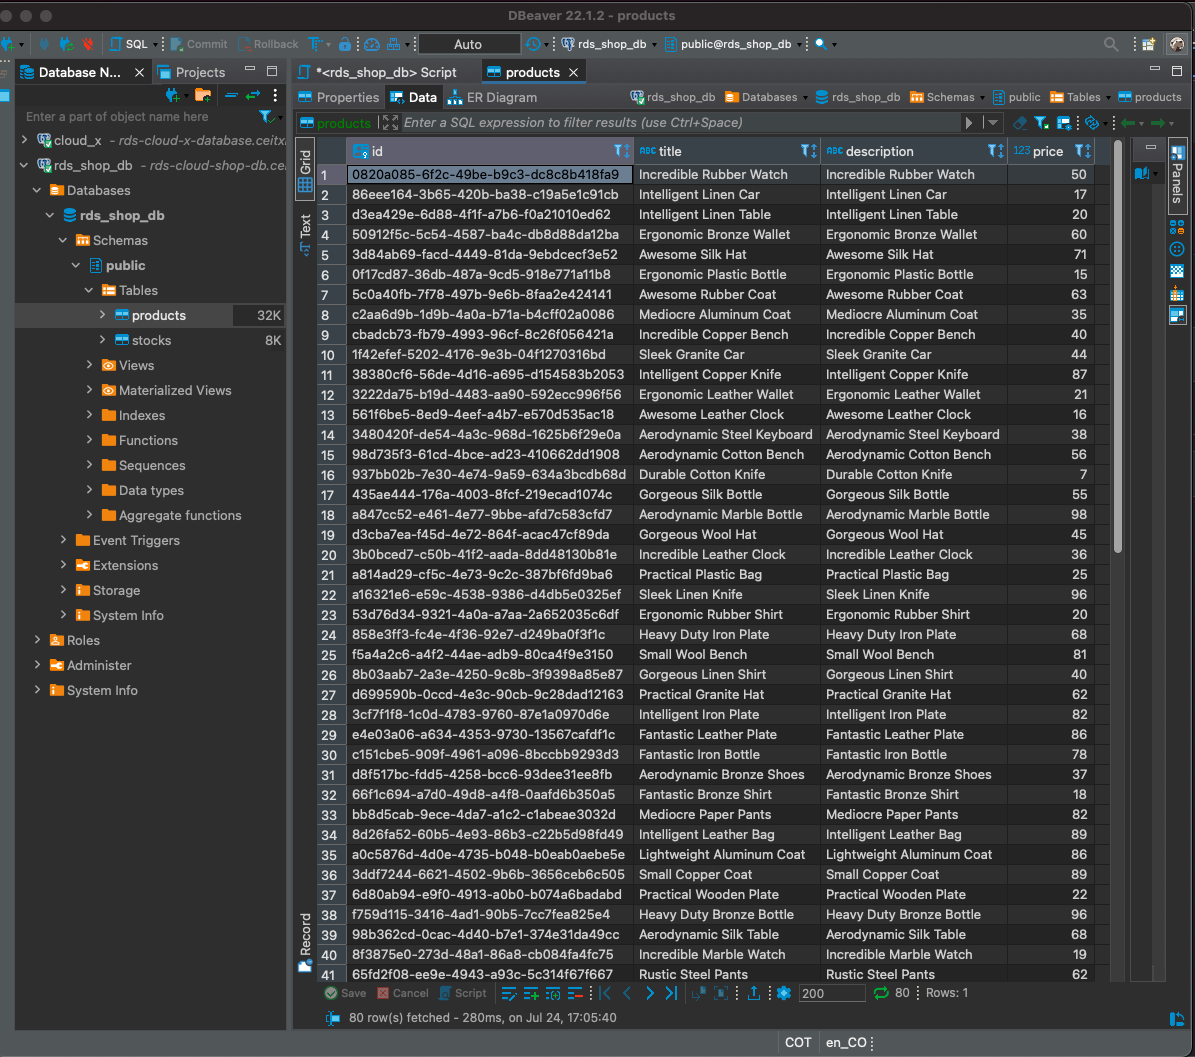 DBeaver 22.1.2 - products
SQL Commit Rollback T Auto rds_shop_db public@rds_shop_db
Database N... Projects
*<rds_shop_db> Script products
Properties Data ER Diagram rds_shop_db Databases rds_shop_db Schemas public Tables products
Enter a part of object name here
products Enter a SQL expression to filter results (use Ctrl+Space)
cloud_x - rds-cloud-x-database.ceitx
rds_shop_db - rds-cloud-shop-db.cei
Databases
rds_shop_db
Schemas
public
Tables
products 32K
stocks 8K
Views
Materialized Views
Indexes
Functions
Sequences
Data types
Aggregate functions
Event Triggers
Extensions
Storage
System Info
Roles
Administer
System Info
Grid
Text
Record
Panels
id ABC title ABC description 123 price
1 0820a085-6f2c-49be-b9c3-dc8c8b418fa9 Incredible Rubber Watch Incredible Rubber Watch 50
2 86eee164-3b65-420b-ba38-c19a5e1c91cb Intelligent Linen Car Intelligent Linen Car 17
3 d3ea429e-6d88-4f1f-a7b6-f0a21010ed62 Intelligent Linen Table Intelligent Linen Table 20
4 50912f5c-5c54-4587-ba4c-db8d88da12ba Ergonomic Bronze Wallet Ergonomic Bronze Wallet 60
5 3d84ab69-facd-4449-81da-9ebdcecf3e52 Awesome Silk Hat Awesome Silk Hat 71
6 0f17cd87-36db-487a-9cd5-918e771a11b8 Ergonomic Plastic Bottle Ergonomic Plastic Bottle 15
7 5c0a40fb-7f78-497b-9e6b-8faa2e424141 Awesome Rubber Coat Awesome Rubber Coat 63
8 c2aa6d9b-1d9b-4a0a-b71a-b4cff02a0086 Mediocre Aluminum Coat Mediocre Aluminum Coat 35
9 cbadcb73-fb79-4993-96cf-8c26f056421a Incredible Copper Bench Incredible Copper Bench 40
10 1f42efef-5202-4176-9e3b-04f1270316bd Sleek Granite Car Sleek Granite Car 44
11 38380cf6-56de-4d16-a695-d154583b2053 Intelligent Copper Knife Intelligent Copper Knife 87
12 3222da75-b19d-4483-aa90-592ecc996f56 Ergonomic Leather Wallet Ergonomic Leather Wallet 21
13 561f6be5-8ed9-4eef-a4b7-e570d535ac18 Awesome Leather Clock Awesome Leather Clock 16
14 3480420f-de54-4a3c-968d-1625b6f29e0a Aerodynamic Steel Keyboard Aerodynamic Steel Keyboard 38
15 98d735f3-61cd-4bce-ad23-410662dd1908 Aerodynamic Cotton Bench Aerodynamic Cotton Bench 56
16 937bb02b-7e30-4e74-9a59-634a3bcdb68d Durable Cotton Knife Durable Cotton Knife 7
17 435ae444-176a-4003-8fcf-219ecad1074c Gorgeous Silk Bottle Gorgeous Silk Bottle 55
18 a847cc52-e461-4e77-9bbe-afd7c583cfd7 Aerodynamic Marble Bottle Aerodynamic Marble Bottle 98
19 d3cba7ea-f45d-4e72-864f-acac47cf89da Gorgeous Wool Hat Gorgeous Wool Hat 45
20 3b0bced7-c50b-41f2-aada-8dd48130b81e Incredible Leather Clock Incredible Leather Clock 36
21 a814ad29-cf5c-4e73-9c2c-387bf6fd9ba6 Practical Plastic Bag Practical Plastic Bag 25
22 a16321e6-e59c-4538-9386-d4db5e0325ef Sleek Linen Knife Sleek Linen Knife 96
23 53d76d34-9321-4a0a-a7aa-2a652035c6df Ergonomic Rubber Shirt Ergonomic Rubber Shirt 20
24 858e3ff3-fc4e-4f36-92e7-d249ba0f3f1c Heavy Duty Iron Plate Heavy Duty Iron Plate 68
25 f5a4a2c6-a4f2-44ae-adb9-80ca4f9e3150 Small Wool Bench Small Wool Bench 81
26 8b03aab7-2a3e-4250-9c8b-3f9398a85e87 Gorgeous Linen Shirt Gorgeous Linen Shirt 40
27 d699590b-0ccd-4e3c-90cb-9c28dad12163 Practical Granite Hat Practical Granite Hat 62
28 3cf7f1f8-1c0d-4783-9760-87e1a0970d6e Intelligent Iron Plate Intelligent Iron Plate 82
29 e4e03a06-a634-4353-9730-13567cafdf1c Fantastic Leather Plate Fantastic Leather Plate 86
30 c151cbe5-909f-4961-a096-8bccbb9293d3 Fantastic Iron Bottle Fantastic Iron Bottle 78
31 d8f517bc-fdd5-4258-bcc6-93dee31ee8fb Aerodynamic Bronze Shoes Aerodynamic Bronze Shoes 37
32 66f1c694-a7d0-49d8-a4f8-0aafd6b350a5 Fantastic Bronze Shirt Fantastic Bronze Shirt 18
33 bb8d5cab-9ece-4da7-a1c2-c1abeae3032d Mediocre Paper Pants Mediocre Paper Pants 82
34 8d26fa52-60b5-4e93-86b3-c22b5d98fd49 Intelligent Leather Bag Intelligent Leather Bag 89
35 a0c5876d-4d0e-4735-b048-b0eab0aebe5e Lightweight Aluminum Coat Lightweight Aluminum Coat 86
36 3ddf7244-6621-4502-9b6b-3656ceb6c505 Small Copper Coat Small Copper Coat 89
37 6d80ab94-e9f0-4913-a0b0-b074a6badabd Practical Wooden Plate Practical Wooden Plate 22
38 f759d115-3416-4ad1-90b5-7cc7fea825e4 Heavy Duty Bronze Bottle Heavy Duty Bronze Bottle 96
39 98b362cd-0cac-4d40-b7e1-374e31da49cc Aerodynamic Silk Table Aerodynamic Silk Table 68
40 8f3875e0-273d-48a1-86a8-cb084fa4fc75 Incredible Marble Watch Incredible Marble Watch 19
41 65fd2f08-ee9e-4943-a93c-5c314f67f667 Rustic Steel Pants Rustic Steel Pants 62
Save Cancel Script 200 80 Rows: 1
80 row(s) fetched - 280ms, on Jul 24, 17:05:40
COT en_CO